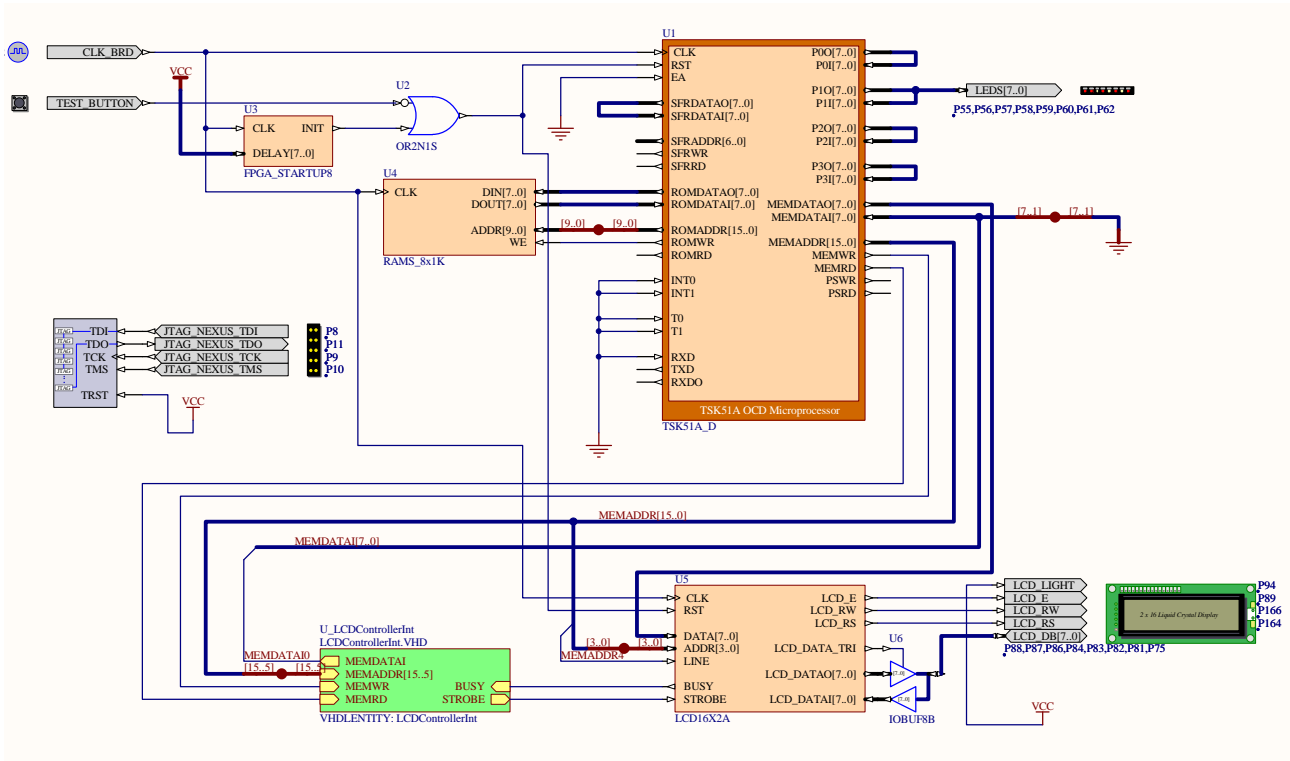 U1
CLK_BRD
CLK
P0O[7..0]
RST
P0I[7..0]
VCC
EA
U2
P1O[7..0]
LEDS[7..0]
TEST_BUTTON
SFRDATAO[7..0]
P1I[7..0]
P55,P56,P57,P58,P59,P60,P61,P62
U3
SFRDATAI[7..0]
CLK
INIT
P2O[7..0]
SFRADDR[6..0]
P2I[7..0]
OR2N1S
DELAY[7..0]
SFRWR
SFRRD
P3O[7..0]
FPGA_STARTUP8
U4
P3I[7..0]
CLK
DIN[7..0]
ROMDATAO[7..0]
DOUT[7..0]
ROMDATAI[7..0]
MEMDATAO[7..0]
MEMDATAI[7..0]
[7..1]
[7..1]
ADDR[9..0]
[9..0]
[9..0]
ROMADDR[15..0]
WE
ROMWR
MEMADDR[15..0]
RAMS_8x1K
ROMRD
MEMWR
MEMRD
INT0
PSWR
INT1
PSRD
T0
T1
JTAG
TDI
JTAG_NEXUS_TDI
P8
JTAG
TDO
JTAG_NEXUS_TDO
P11
JTAG
TCK
JTAG_NEXUS_TCK
P9
RXD
JTAG
TMS
JTAG_NEXUS_TMS
P10
TXD
JTAG
RXDO
JTAG
TRST
VCC
TSK51A OCD Microprocessor
TSK51A_D
MEMADDR[15..0]
MEMDATAI[7..0]
U5
CLK
LCD_E
LCD_LIGHT
P94
RST
LCD_RW
LCD_E
P89
LCD_RS
LCD_RW
P166
2 x 16 Liquid Crystal Display
LCD_RS
P164
U_LCDControllerInt
DATA[7..0]
U6
LCD_DB[7..0]
LCDControllerInt.VHD
[3..0]
[3..0]
ADDR[3..0]
LCD_DATA_TRI
P88,P87,P86,P84,P83,P82,P81,P75
MEMDATAI0
MEMADDR4
LINE
MEMDATAI
[15..5]
[15..5]
MEMADDR[15..5]
LCD_DATAO[7..0]
[7..0]
MEMWR
BUSY
BUSY
MEMRD
STROBE
STROBE
LCD_DATAI[7..0]
[7..0]
VCC
VHDLENTITY: LCDControllerInt
LCD16X2A
IOBUF8B